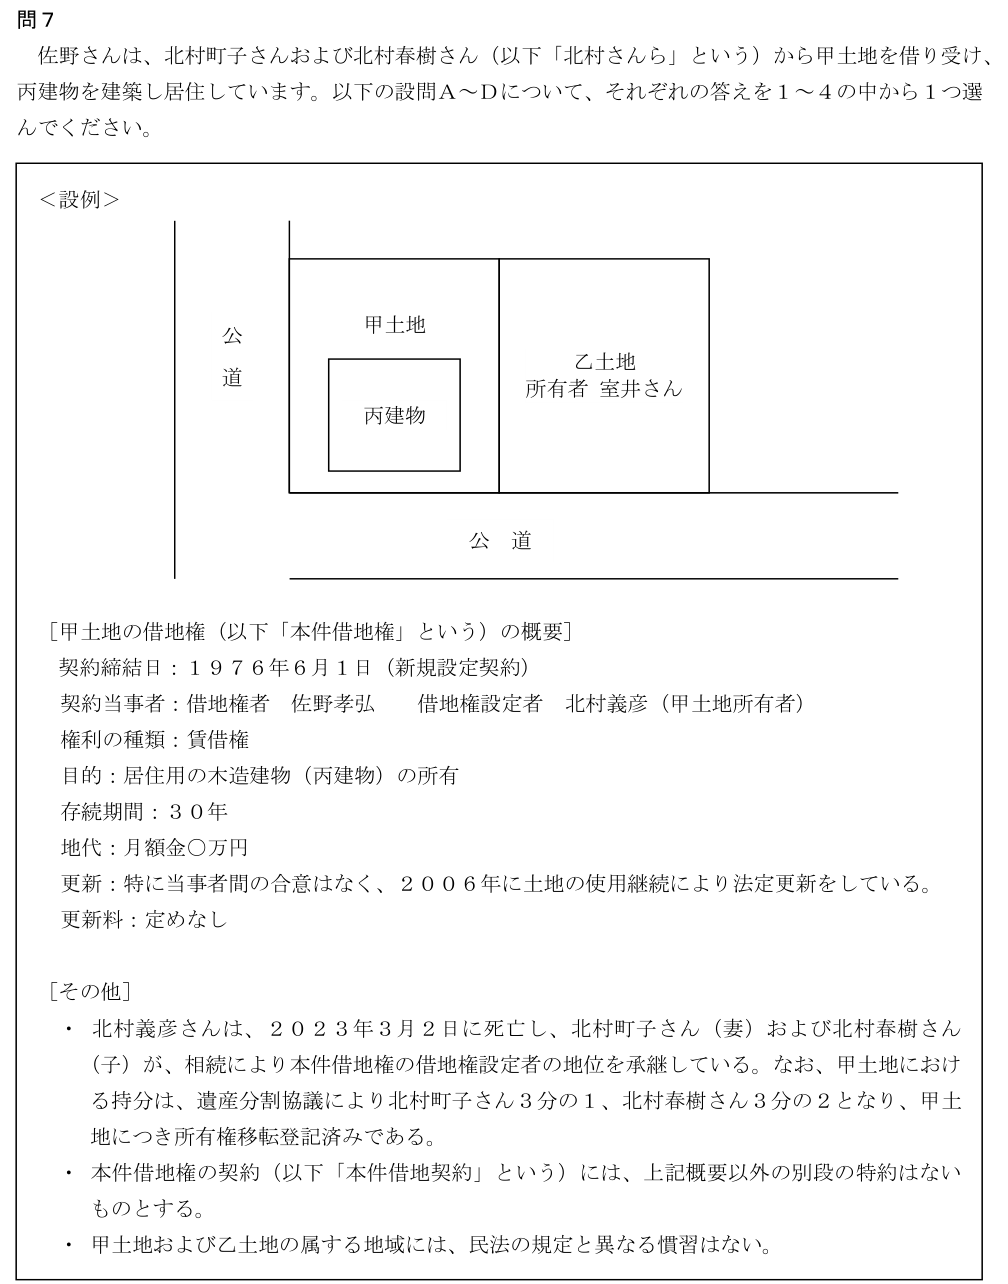 問７
佐野さんは、北村町子さんおよび北村春樹さん（以下「北村さんら」という）から甲土地を借り受け、
丙建物を建築し居住しています。以下の設問Ａ～Ｄについて、それぞれの答えを１～４の中から１つ選
んでください。
＜設例＞
公
道
甲土地
丙建物
乙土地
所有者 室井さん
公　道
［甲土地の借地権（以下「本件借地権」という）の概要］
契約締結日：１９７６年６月１日（新規設定契約）
契約当事者：借地権者　佐野孝弘　　借地権設定者　北村義彦（甲土地所有者）
権利の種類：賃借権
目的：居住用の木造建物（丙建物）の所有
存続期間：３０年
地代：月額金〇万円
更新：特に当事者間の合意はなく、２００６年に土地の使用継続により法定更新をしている。
更新料：定めなし
［その他］
・ 北村義彦さんは、２０２３年３月２日に死亡し、北村町子さん（妻）および北村春樹さん
（子）が、相続により本件借地権の借地権設定者の地位を承継している。なお、甲土地におけ
る持分は、遺産分割協議により北村町子さん３分の１、北村春樹さん３分の２となり、甲土
地につき所有権移転登記済みである。
・ 本件借地権の契約（以下「本件借地契約」という）には、上記概要以外の別段の特約はない
ものとする。
・ 甲土地および乙土地の属する地域には、民法の規定と異なる慣習はない。